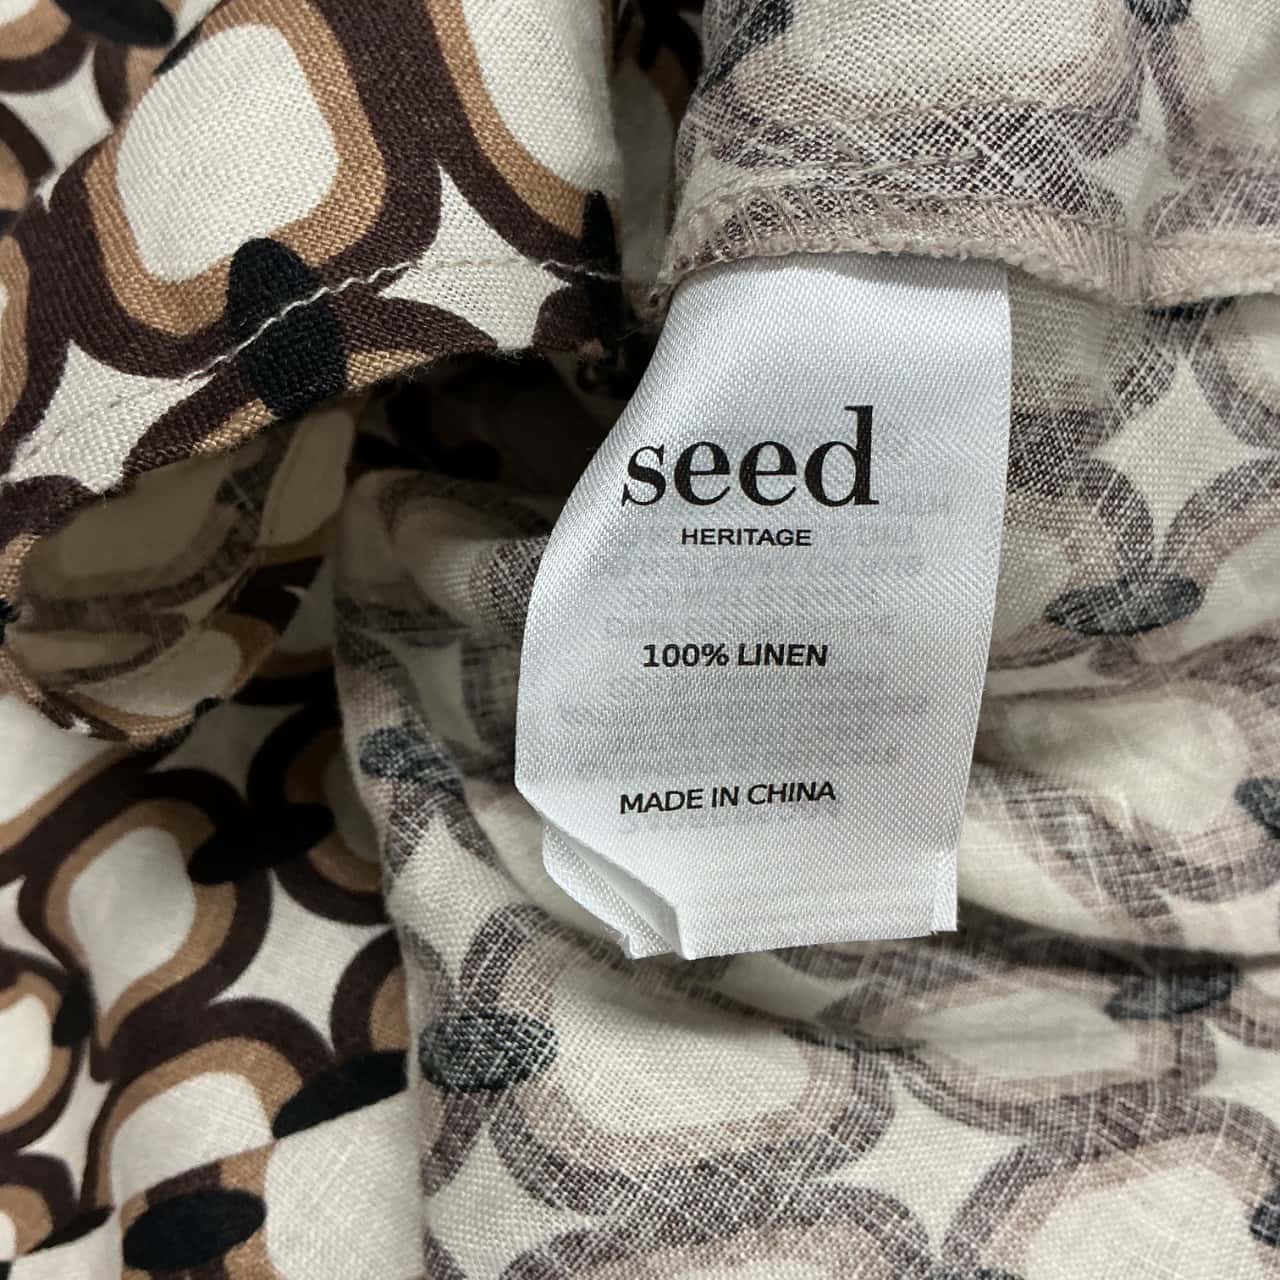 seed
HERITAGE
100% LINEN
MADE IN CHINA